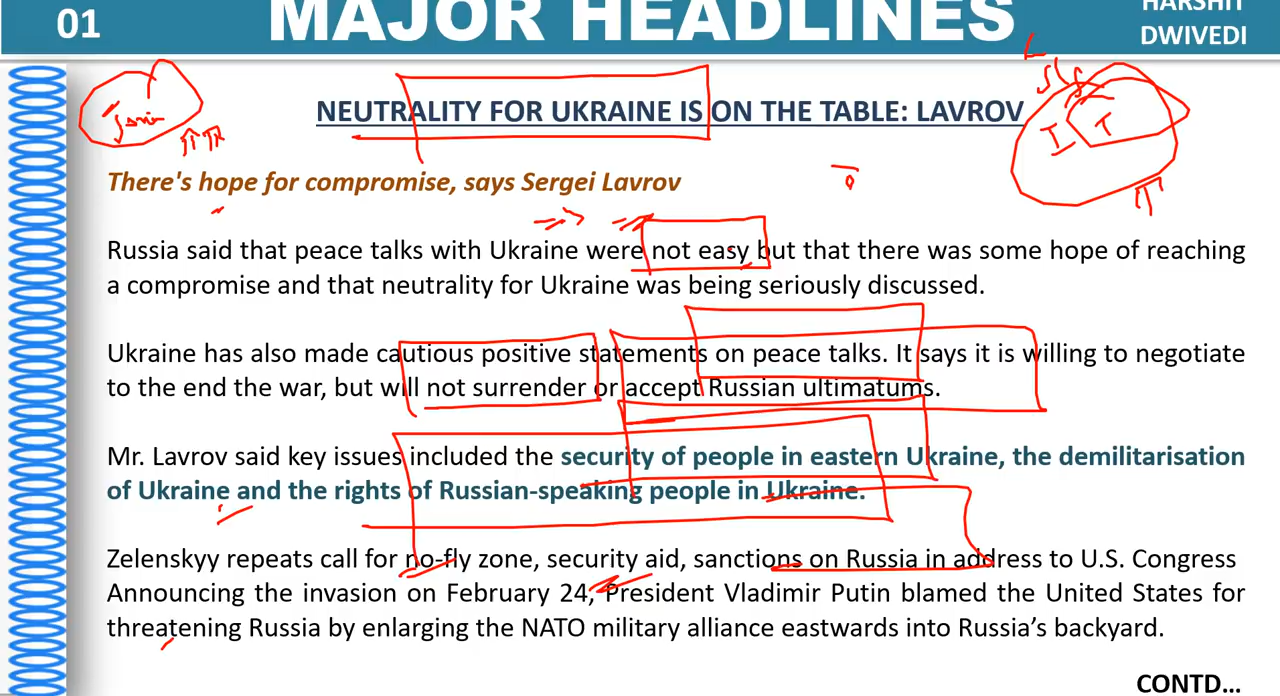 01
MAJOR HEADLINES
HARSHIT
DWIVEDI
NEUTRALITY FOR UKRAINE IS ON THE TABLE: LAVROV
There's hope for compromise, says Sergei Lavrov
Russia said that peace talks with Ukraine were not easy but that there was some hope of reaching
a compromise and that neutrality for Ukraine was being seriously discussed.
Ukraine has also made cautious positive statements on peace talks. It says it is willing to negotiate
to the end the war, but will not surrender or accept Russian ultimatums.
Mr. Lavrov said key issues included the security of people in eastern Ukraine, the demilitarisation
of Ukraine and the rights of Russian-speaking people in Ukraine.
Zelenskyy repeats call for no-fly zone, security aid, sanctions on Russia in address to U.S. Congress
Announcing the invasion on February 24, President Vladimir Putin blamed the United States for
threatening Russia by enlarging the NATO military alliance eastwards into Russia's backyard.
CONTD...